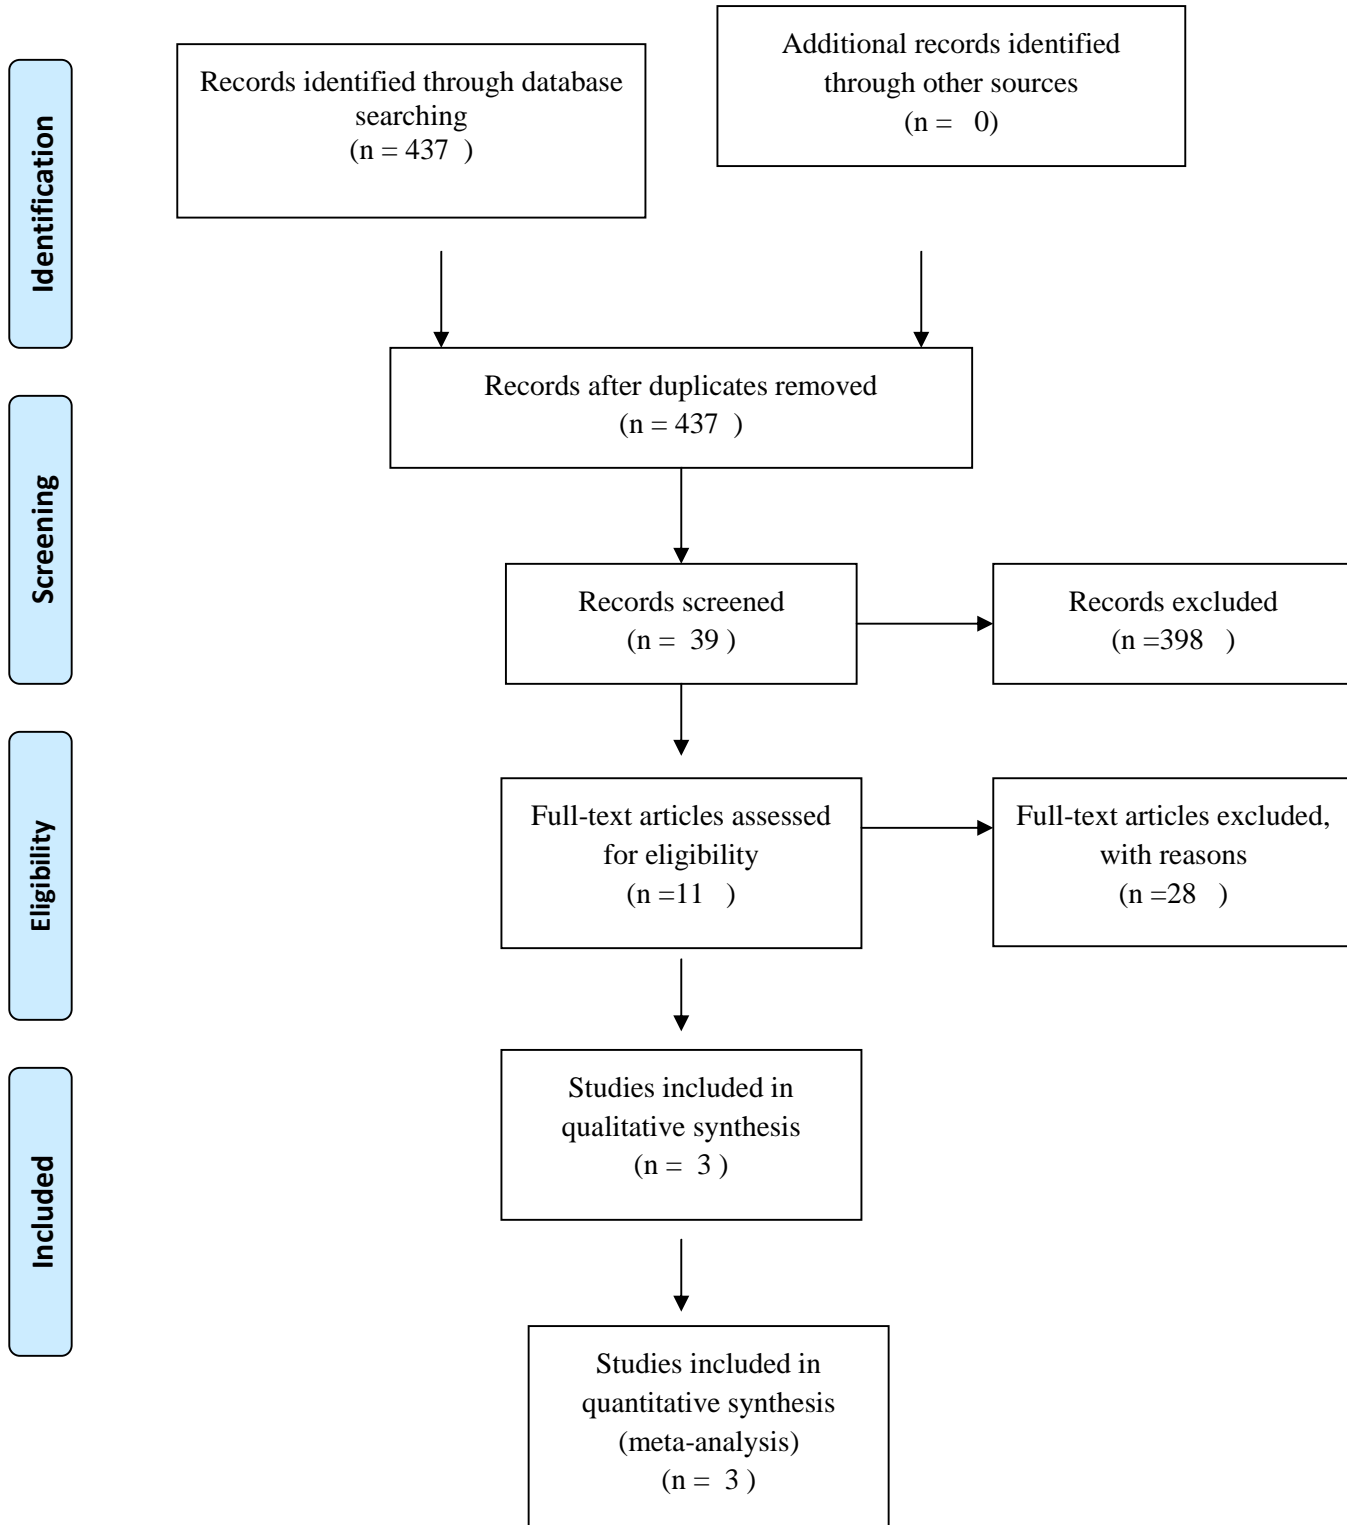 Identification
Records identified through database
searching
(n = 437  )
Additional records identified
through other sources
(n =   0)
Records after duplicates removed
(n = 437  )
Screening
Records screened
(n =  39 )
Records excluded
(n =398   )
Eligibility
Full-text articles assessed
for eligibility
(n =11   )
Full-text articles excluded,
with reasons
(n =28   )
Included
Studies included in
qualitative synthesis
(n =  3 )
Studies included in
quantitative synthesis
(meta-analysis)
(n =  3 )